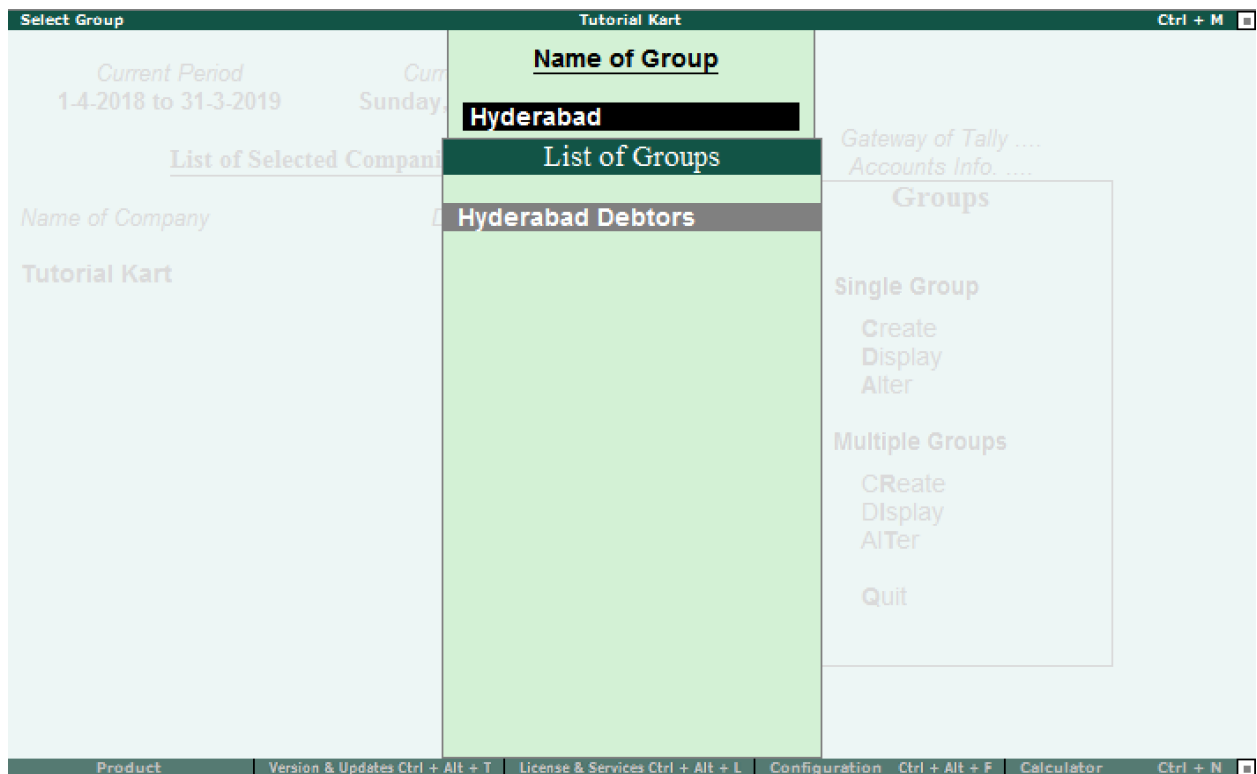 Select Group Tutorial Kart Ctrl + M
Name of Group
Current Period Curr
1-4-2018 to 31-3-2019 Sunday,
Hyderabad
Gateway of Tally ....
List of Selected Compani List of Groups
Accounts Info. ....
Groups
Name of Company Hyderabad Debtors
Tutorial Kart
Single Group
Create
Display
Alter
Multiple Groups
CReate
DIsplay
AlTer
Quit
Product Version & Updates Ctrl + Alt + T License & Services Ctrl + Alt + L Configuration Ctrl + Alt + F Calculator Ctrl + N